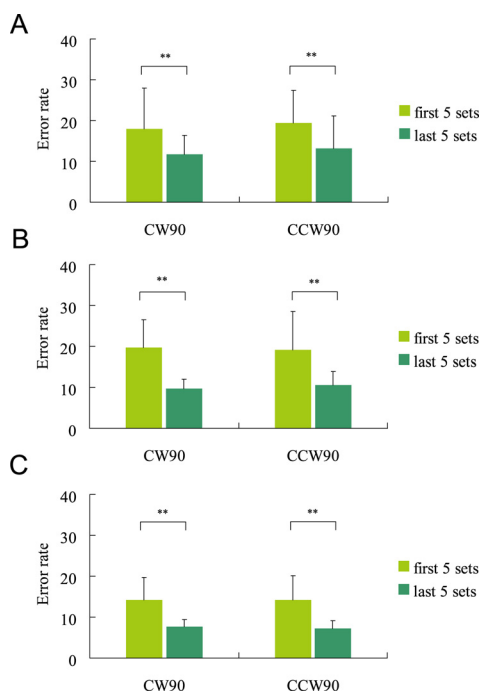 A
40
30
20
10
0
Error rate
**
**
CW90
CCW90
first 5 sets
last 5 sets
B
40
30
20
10
0
Error rate
**
**
CW90
CCW90
first 5 sets
last 5 sets
C
40
30
20
10
0
Error rate
**
**
CW90
CCW90
first 5 sets
last 5 sets